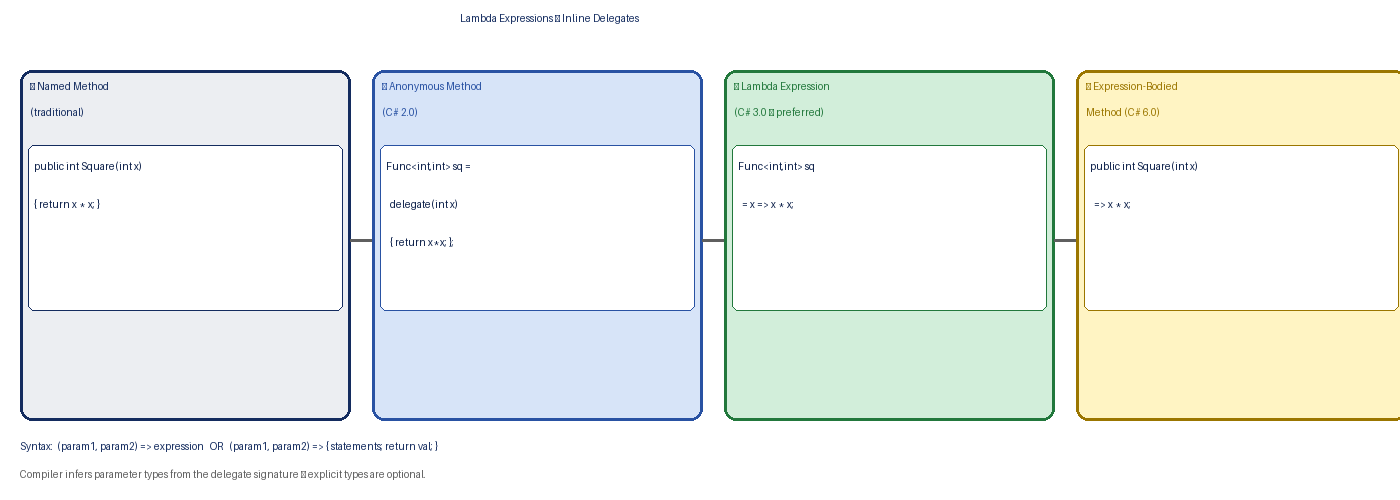 Lambda Expressions ▯ Inline Delegates
▯ Named Method
(traditional)
public int Square(int x)
{ return x * x; }
▯ Anonymous Method
(C# 2.0)
Func<int,int> sq =
delegate(int x)
{ return x*x; };
▯ Lambda Expression
(C# 3.0 ▯ preferred)
Func<int,int> sq
= x => x * x;
▯ Expression-Bodied
Method (C# 6.0)
public int Square(int x)
=> x * x;
Syntax: (param1, param2) => expression OR (param1, param2) => { statements; return val; }
Compiler infers parameter types from the delegate signature ▯ explicit types are optional.